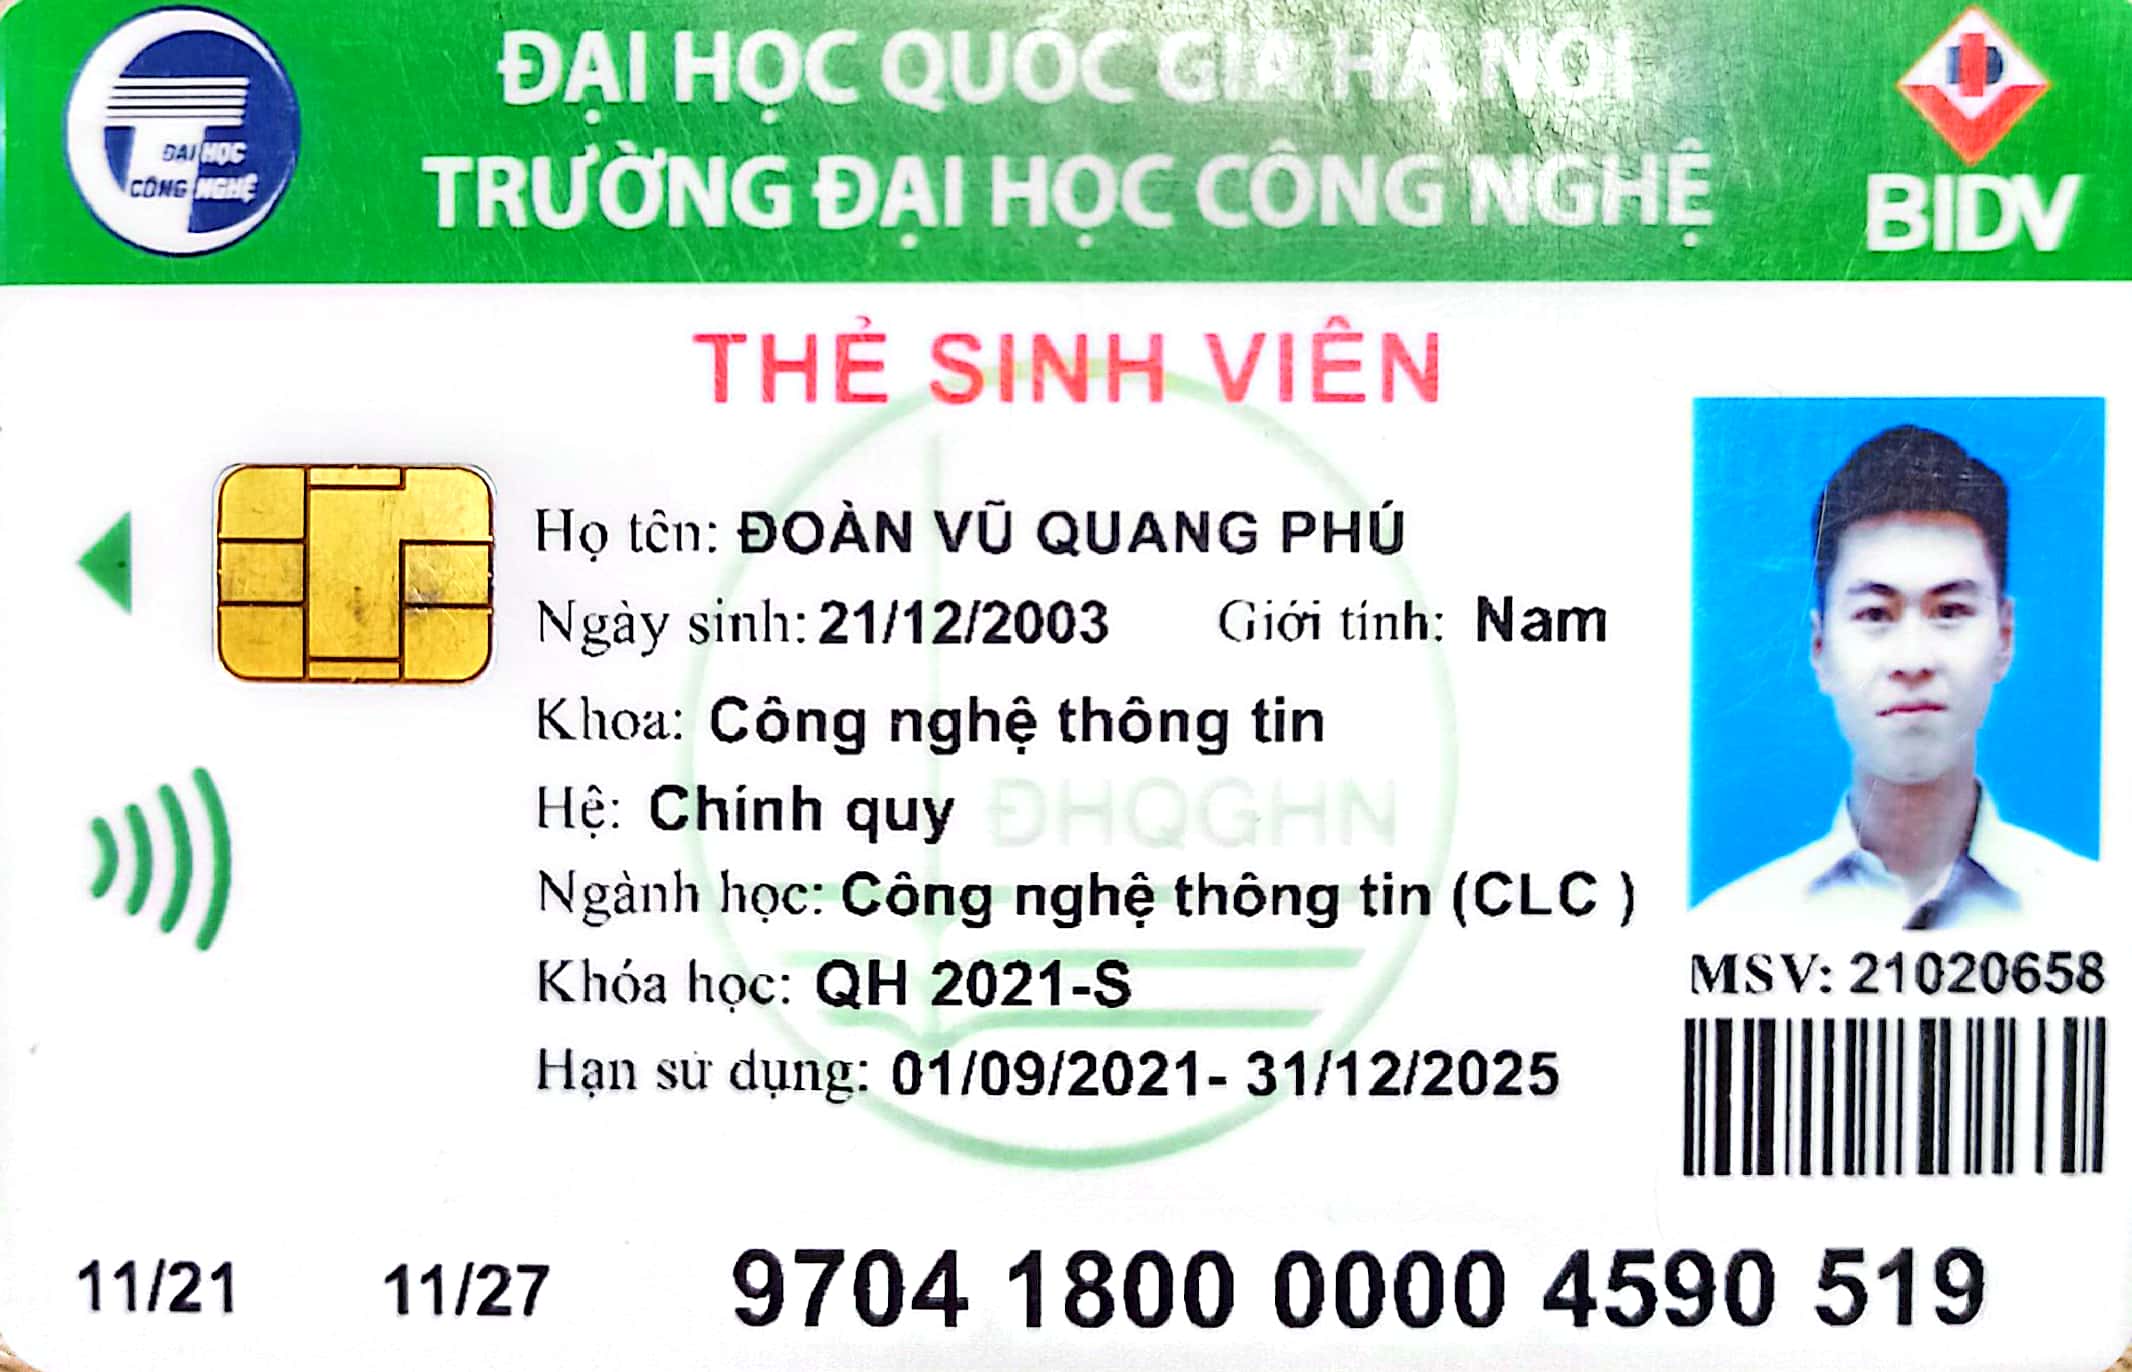 ĐẠI HỌC QUỐC GIA HÀ NỘI
TRƯỜNG ĐẠI HỌC CÔNG NGHỆ
ĐẠI HỌC
CÔNG NGHỆ
BIDV
THẺ SINH VIÊN
Họ tên: ĐOÀN VŨ QUANG PHÚ
Ngày sinh: 21/12/2003 Giới tính: Nam
Khoa: Công nghệ thông tin
Hệ: Chính quy
ĐHQGHN
Ngành học: Công nghệ thông tin (CLC )
Khóa học: QH 2021-S
Hạn sử dụng: 01/09/2021- 31/12/2025
MSV: 21020658
11/21 11/27 9704 1800 0000 4590 519